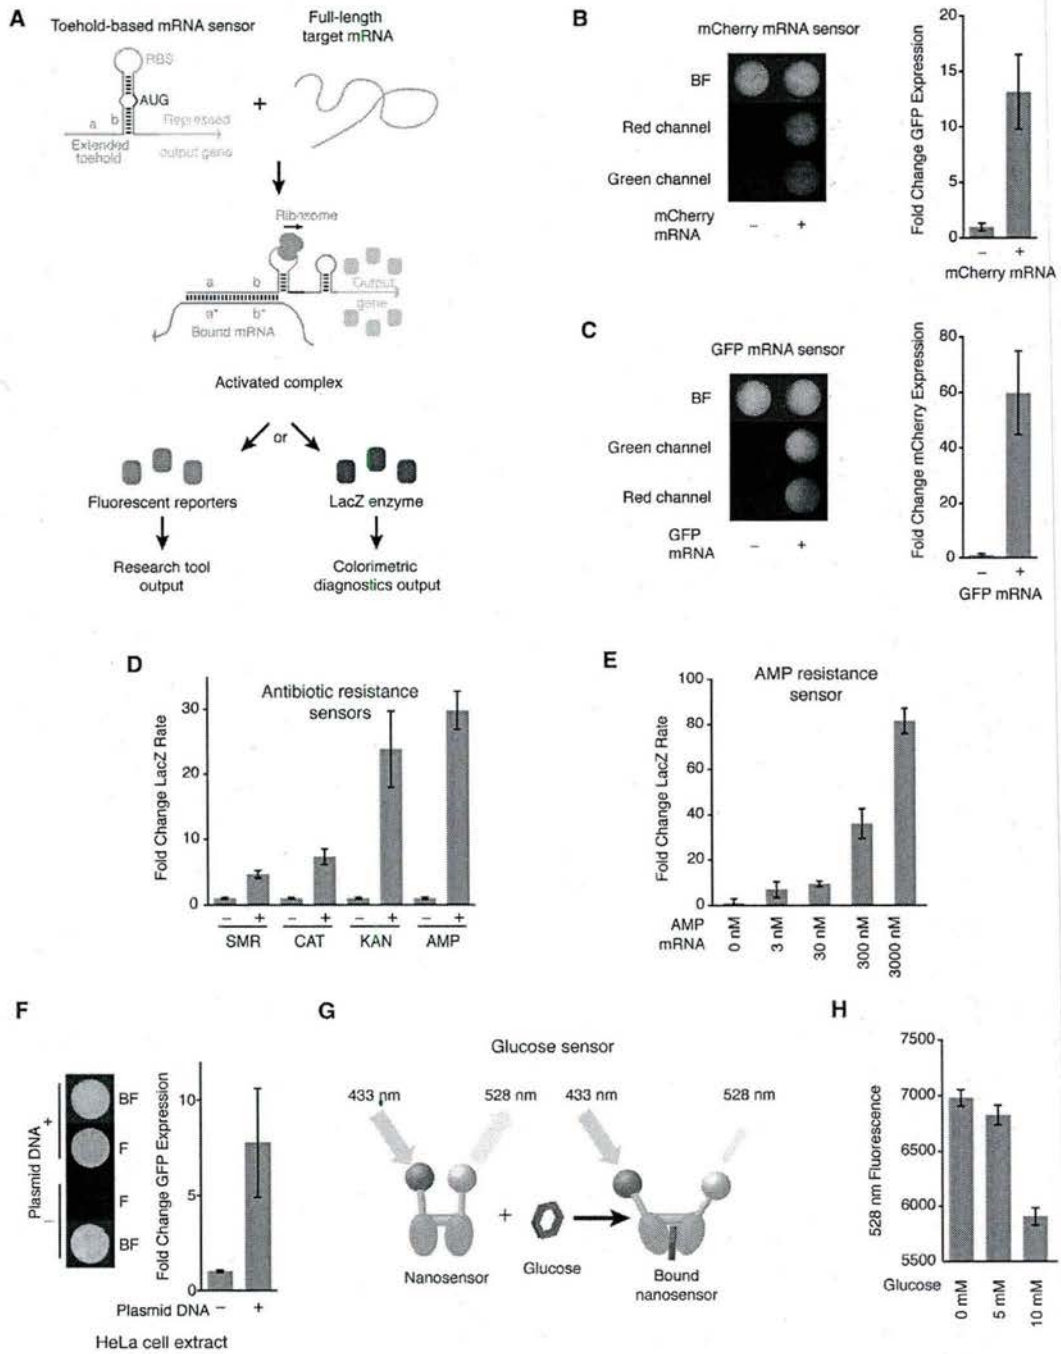 A
Toehold-based mRNA sensor
Full-length
target mRNA
RBS
AUG
a
b
+
Repressed
output gene
Extended
toehold
Ribosome
a
b
a*
b*
Output
gene
Bound mRNA
Activated complex
or
Fluorescent reporters
LacZ enzyme
Research tool
output
Colorimetric
diagnostics output
B
mCherry mRNA sensor
BF
Red channel
Green channel
mCherry
mRNA
−
+
Fold Change GFP Expression
20
15
10
5
0
−
+
mCherry mRNA
C
GFP mRNA sensor
BF
Green channel
Red channel
GFP
mRNA
−
+
Fold Change mCherry Expression
80
60
40
20
0
−
+
GFP mRNA
D
Antibiotic resistance
sensors
Fold Change LacZ Rate
30
20
10
0
− + − + − + − +
SMR CAT KAN AMP
E
AMP resistance
sensor
Fold Change LacZ Rate
100
80
60
40
20
0
AMP
mRNA
0 nM
3 nM
30 nM
300 nM
3000 nM
F
Plasmid DNA
+
−
BF
F
F
BF
Fold Change GFP Expression
10
5
0
Plasmid DNA − +
HeLa cell extract
G
Glucose sensor
433 nm
528 nm
433 nm
528 nm
+
Nanosensor
Glucose
Bound
nanosensor
H
528 nm Fluorescence
7500
7000
6500
6000
5500
Glucose
0 mM
5 mM
10 mM